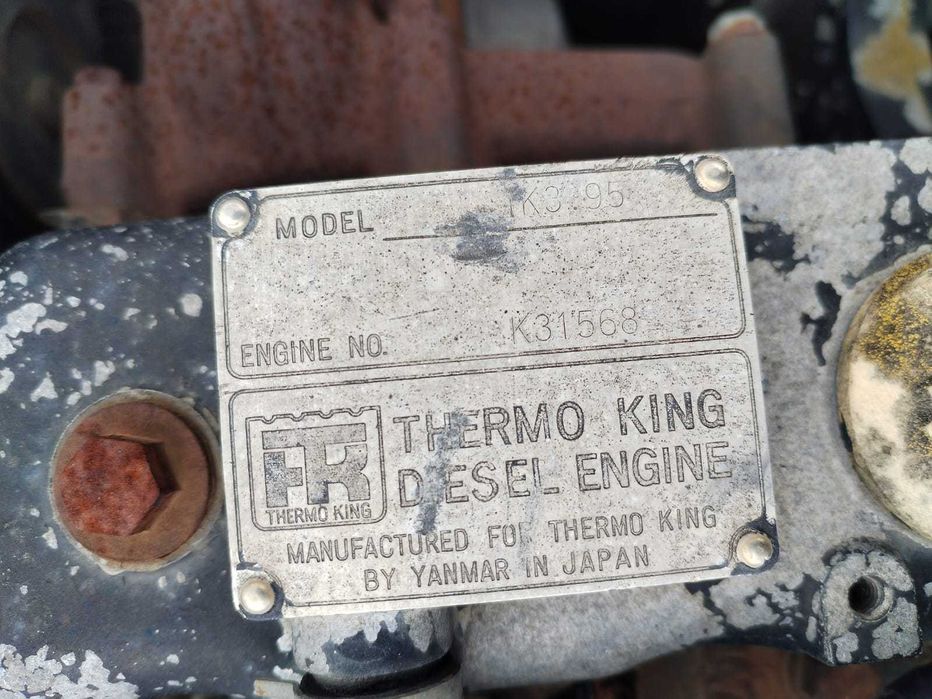 MODEL TK3.95
ENGINE NO. K31568
TK
THERMO KING
THERMO KING
DIESEL ENGINE
MANUFACTURED FOR THERMO KING
BY YANMAR IN JAPAN